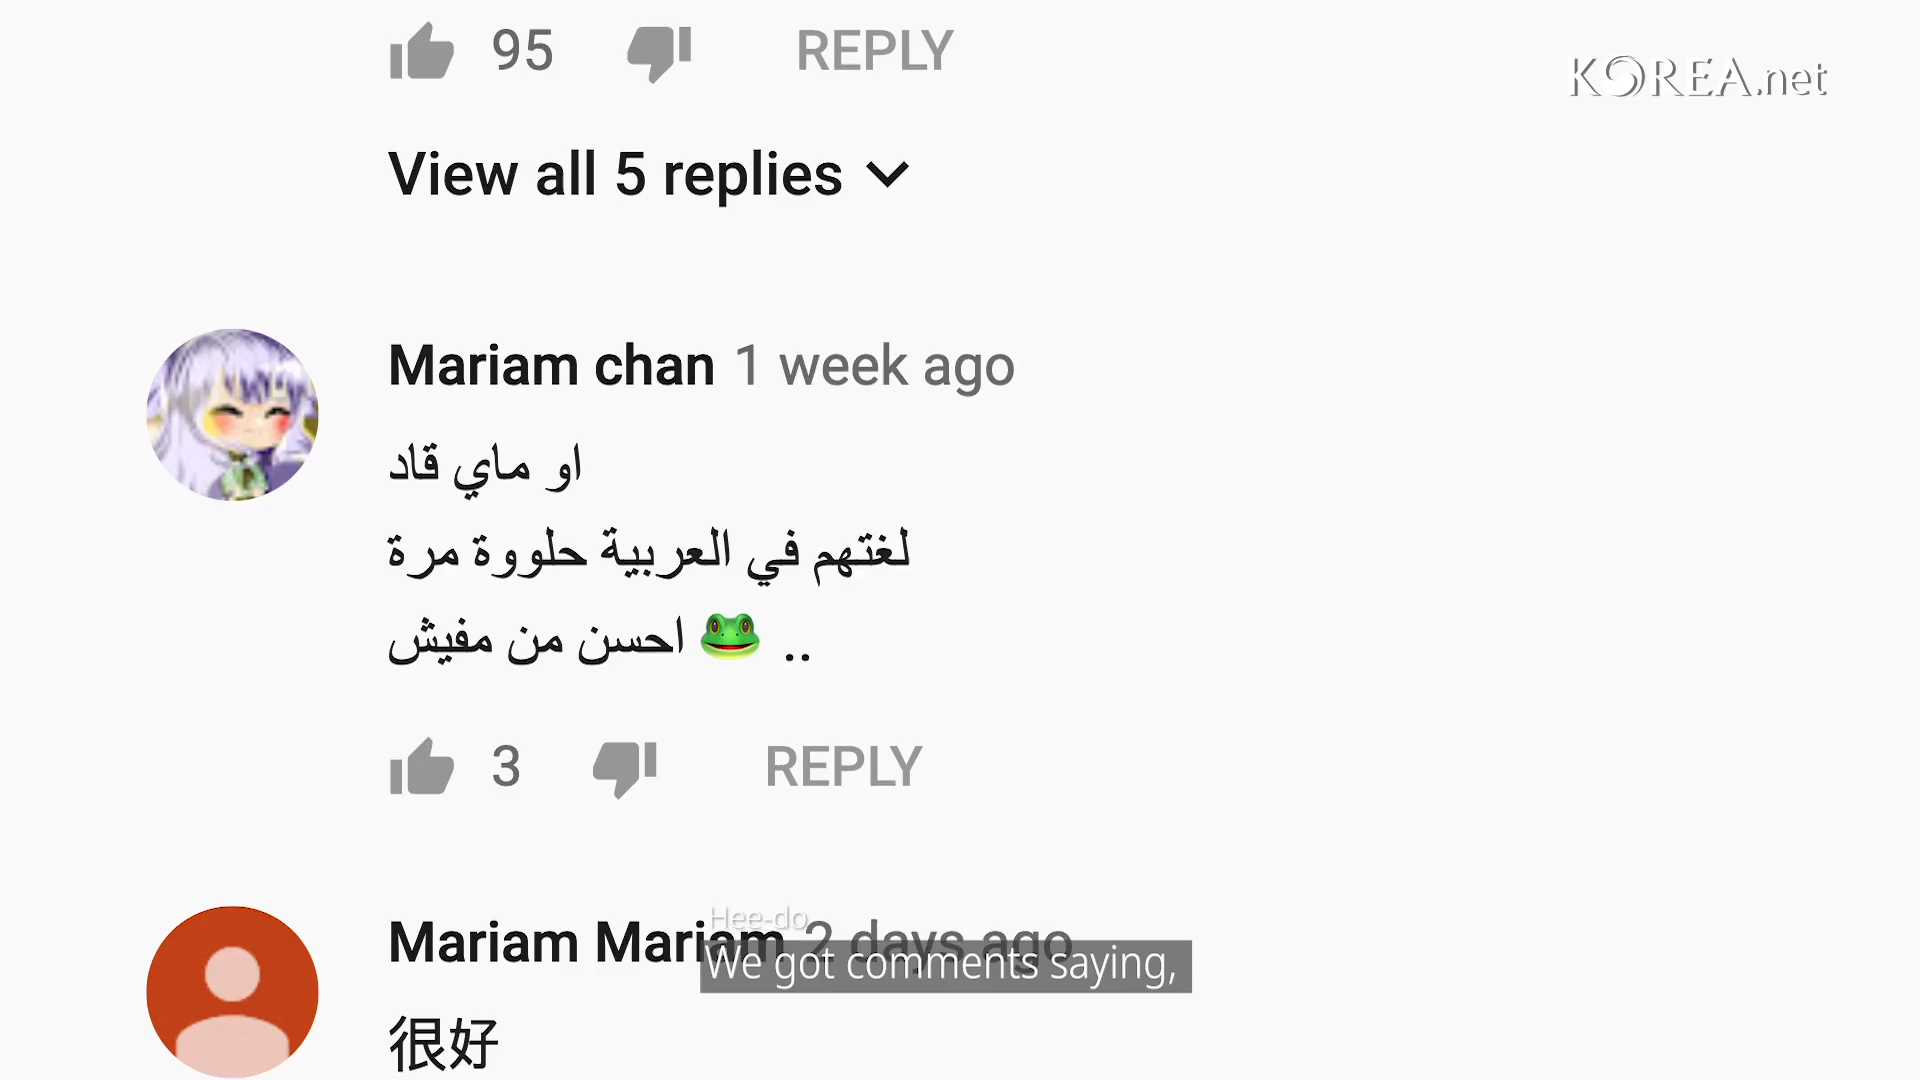 95 REPLY
KOREA.net
View all 5 replies
Mariam chan 1 week ago
او ماي قاد
لغتهم في العربية حلووة مرة
احسن من مفيش 🐸 ..
3 REPLY
Mariam Mariam 2 days ago
Hee-do
We got comments saying,
很好